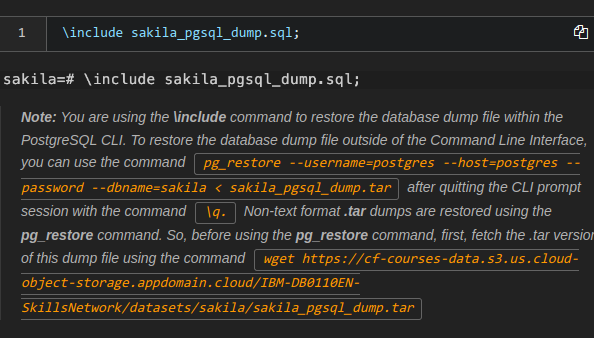 1 \include sakila_pgsql_dump.sql;
sakila=# \include sakila_pgsql_dump.sql;
Note: You are using the \include command to restore the database dump file within the
PostgreSQL CLI. To restore the database dump file outside of the Command Line Interface,
you can use the command pg_restore --username=postgres --host=postgres --
password --dbname=sakila < sakila_pgsql_dump.tar after quitting the CLI prompt
session with the command \q. Non-text format .tar dumps are restored using the
pg_restore command. So, before using the pg_restore command, first, fetch the .tar version
of this dump file using the command wget https://cf-courses-data.s3.us.cloud-
object-storage.appdomain.cloud/IBM-DB0110EN-
SkillsNetwork/datasets/sakila/sakila_pgsql_dump.tar